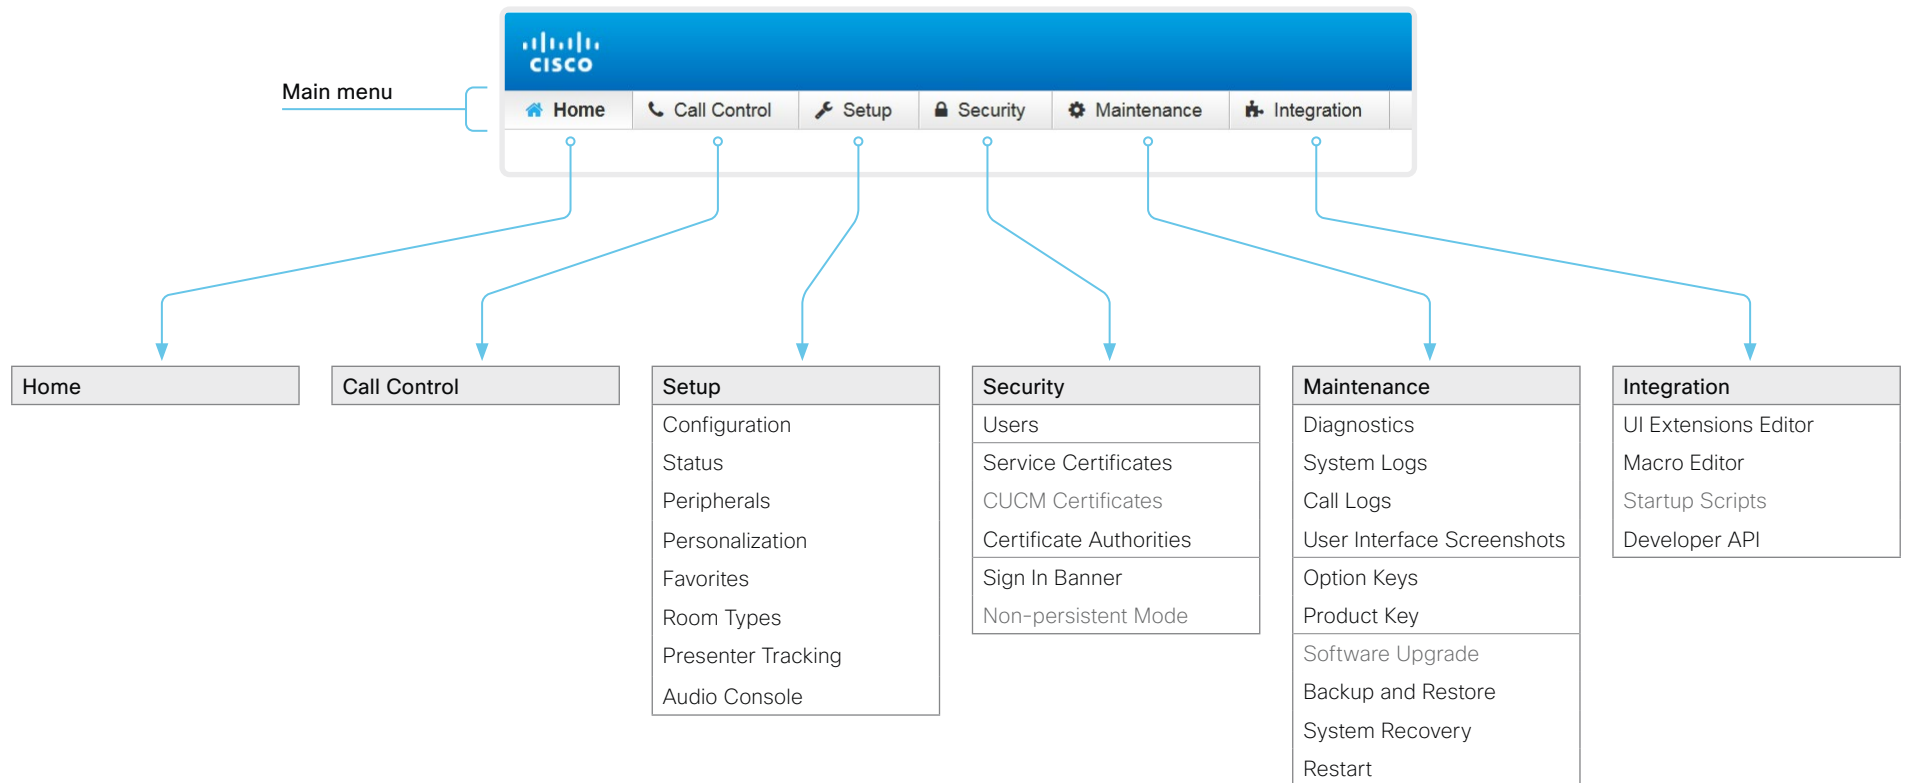 CISCO
Main menu
Home Call Control Setup Security Maintenance Integration
Home
Call Control
Setup
Configuration
Status
Peripherals
Personalization
Favorites
Room Types
Presenter Tracking
Audio Console
Security
Users
Service Certificates
CUCM Certificates
Certificate Authorities
Sign In Banner
Non-persistent Mode
Maintenance
Diagnostics
System Logs
Call Logs
User Interface Screenshots
Option Keys
Product Key
Software Upgrade
Backup and Restore
System Recovery
Restart
Integration
UI Extensions Editor
Macro Editor
Startup Scripts
Developer API